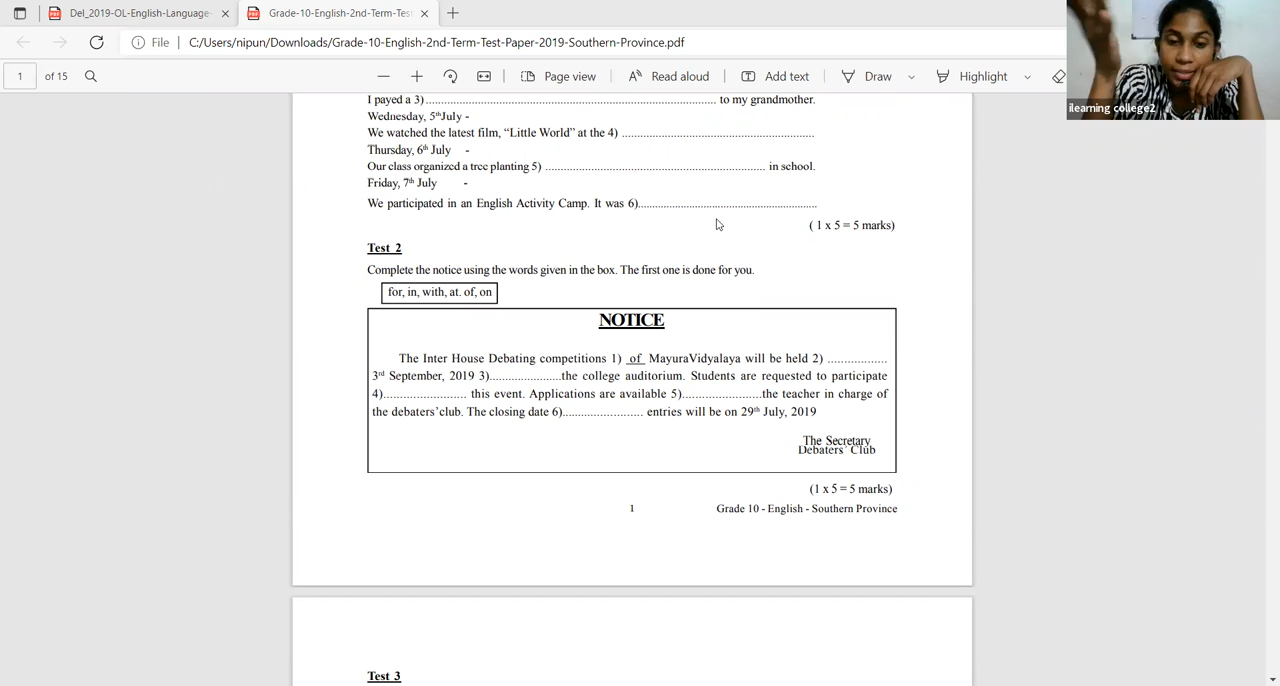 Del_2019-OL-English-Language-
Grade-10-English-2nd-Term-Test
File C:/Users/nipun/Downloads/Grade-10-English-2nd-Term-Test-Paper-2019-Southern-Province.pdf
1 of 15 Page view Read aloud Add text Draw Highlight
ilearning college2
I payed a 3)............................................................................................... to my grandmother.
Wednesday, 5th July -
We watched the latest film, “Little World” at the 4) ................................................................
Thursday, 6th July -
Our class organized a tree planting 5) ......................................................................... in school.
Friday, 7th July -
We participated in an English Activity Camp. It was 6)...........................................................
( 1 x 5 = 5 marks)
Test 2
Complete the notice using the words given in the box. The first one is done for you.
for, in, with, at. of, on
NOTICE
The Inter House Debating competitions 1) of MayuraVidyalaya will be held 2) ..................
3rd September, 2019 3)......................the college auditorium. Students are requested to participate
4)......................... this event. Applications are available 5)........................the teacher in charge of
the debaters’club. The closing date 6)........................ entries will be on 29th July, 2019
The Secretary
Debaters’ Club
(1 x 5 = 5 marks)
1 Grade 10 - English - Southern Province
Test 3